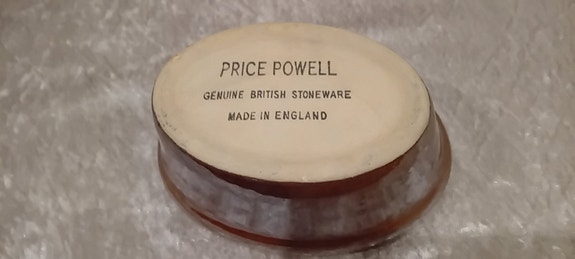 PRICE POWELL
GENUINE BRITISH STONEWARE
MADE IN ENGLAND